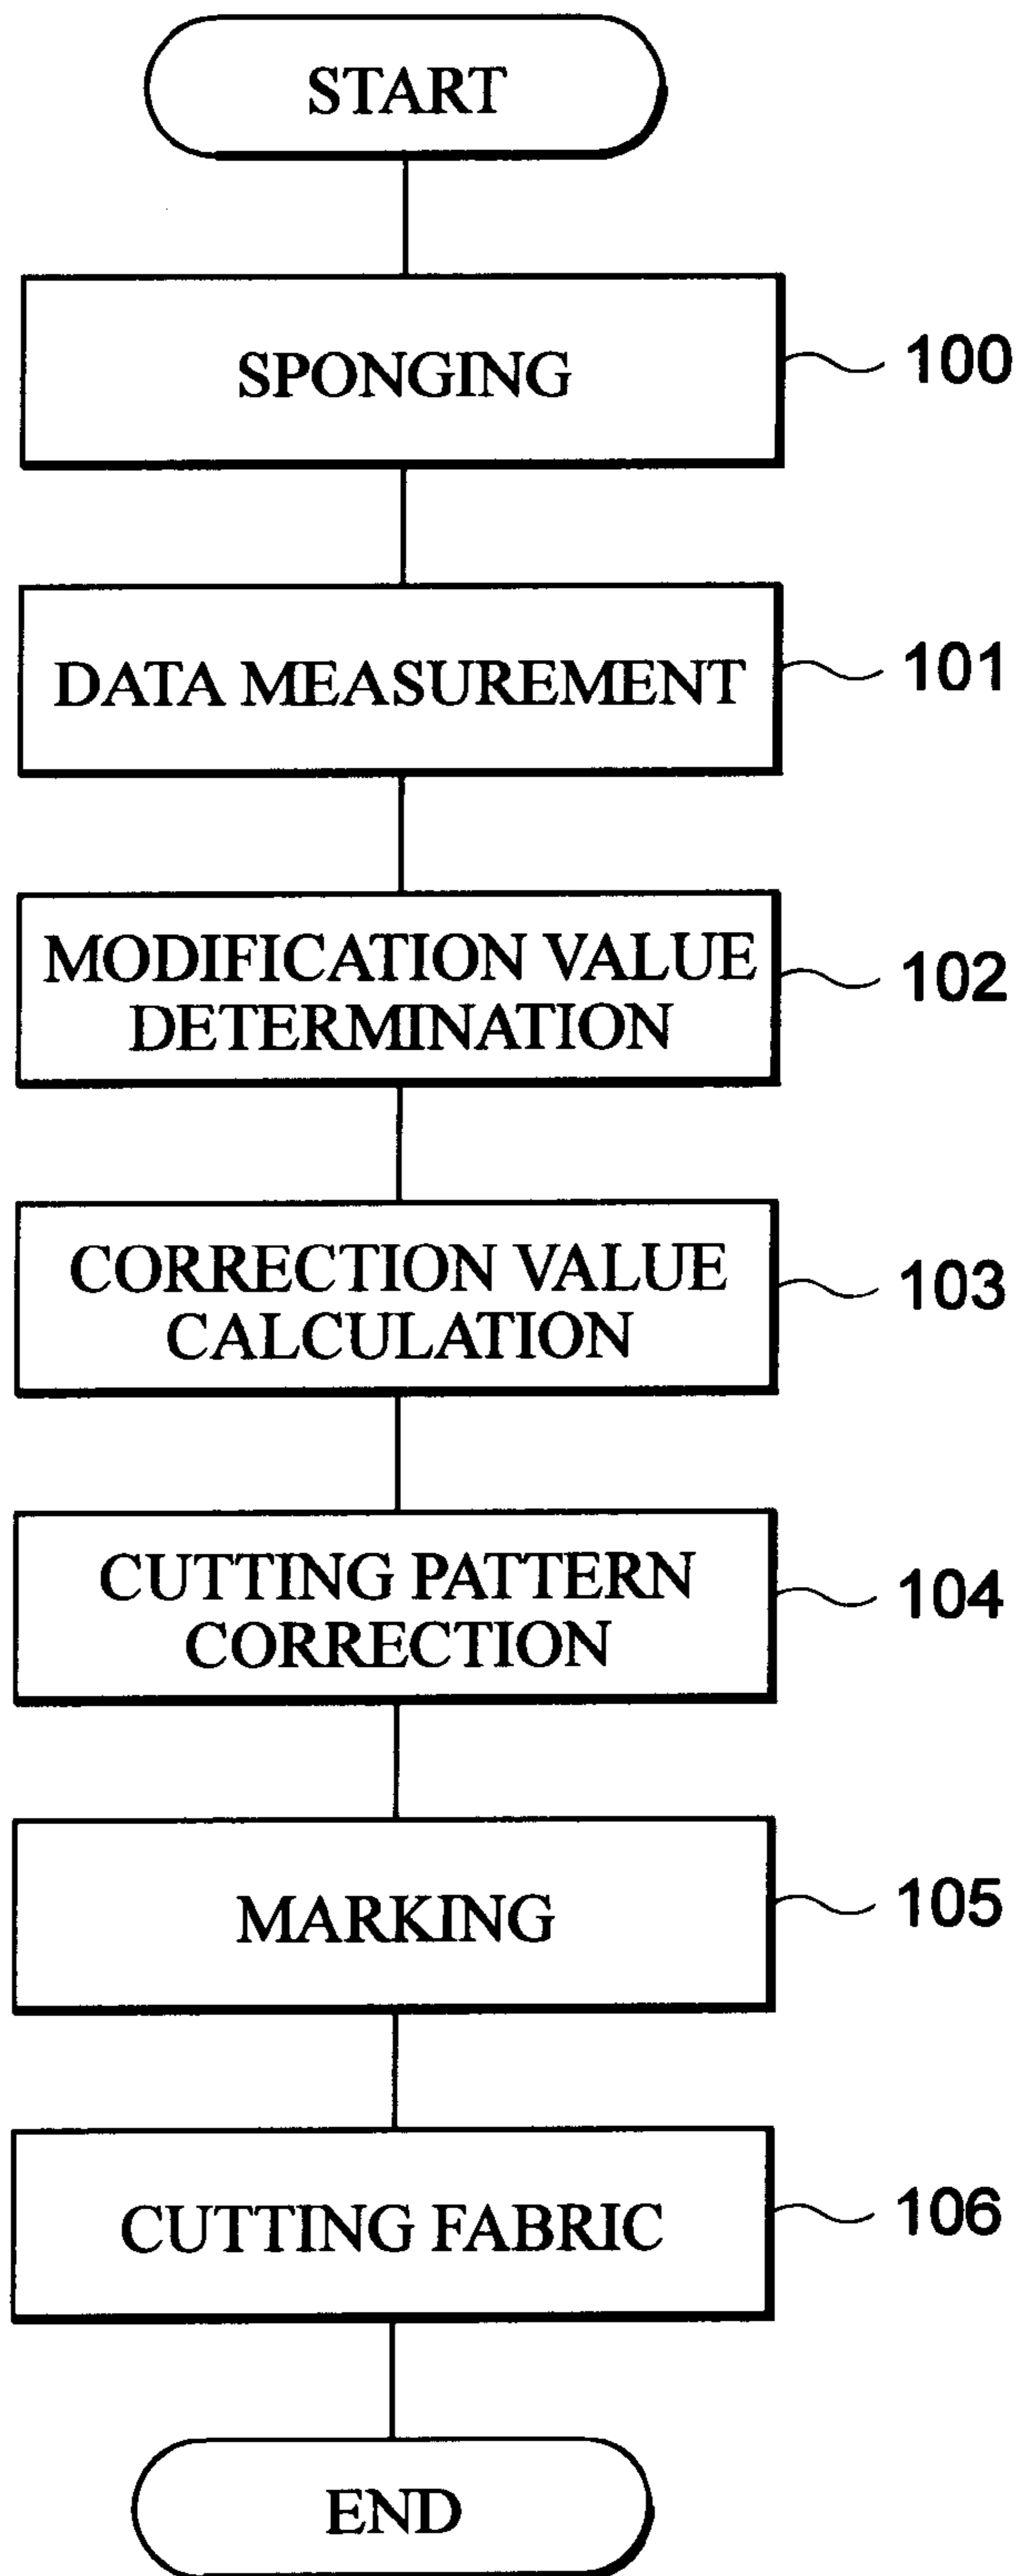 START
SPONGING
100
DATA MEASUREMENT
101
MODIFICATION VALUE
DETERMINATION
102
CORRECTION VALUE
CALCULATION
103
CUTTING PATTERN
CORRECTION
104
MARKING
105
CUTTING FABRIC
106
END